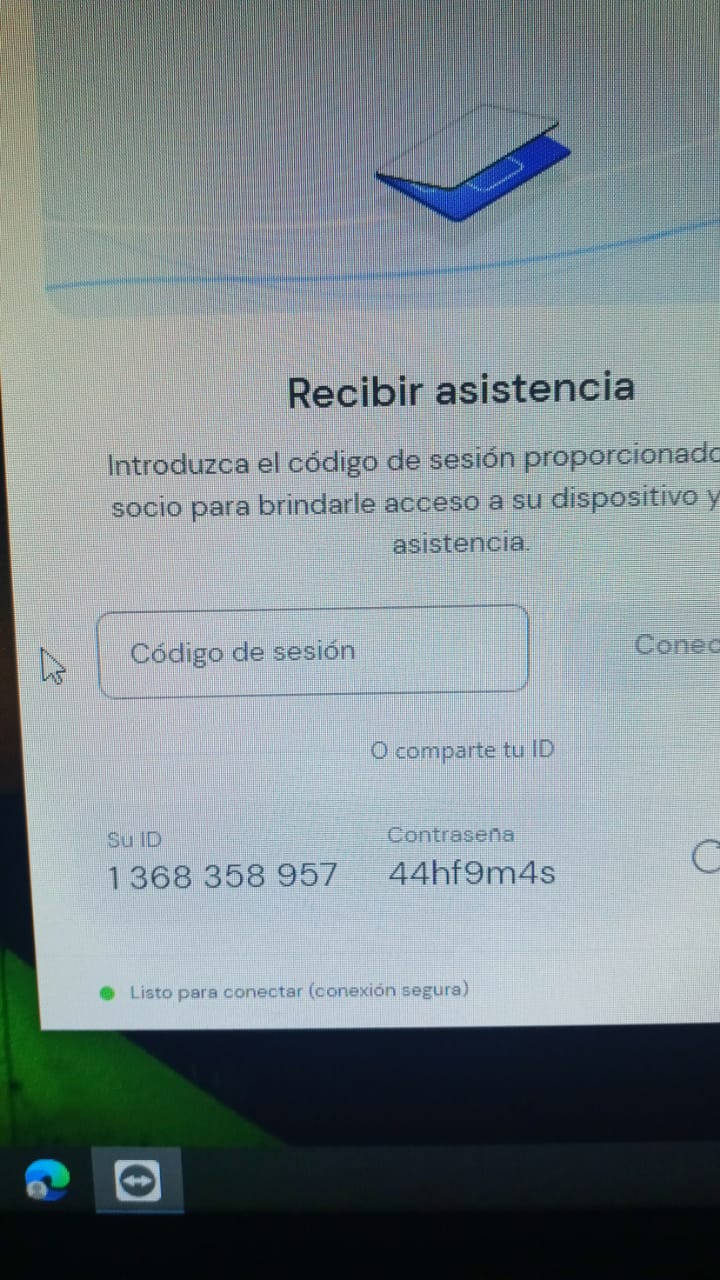 Recibir asistencia
Introduzca el código de sesión proporcionado
socio para brindarle acceso a su dispositivo y
asistencia.
Código de sesión
Conec
O comparte tu ID
Su ID
Contraseña
1 368 358 957
44hf9m4s
Listo para conectar (conexión segura)